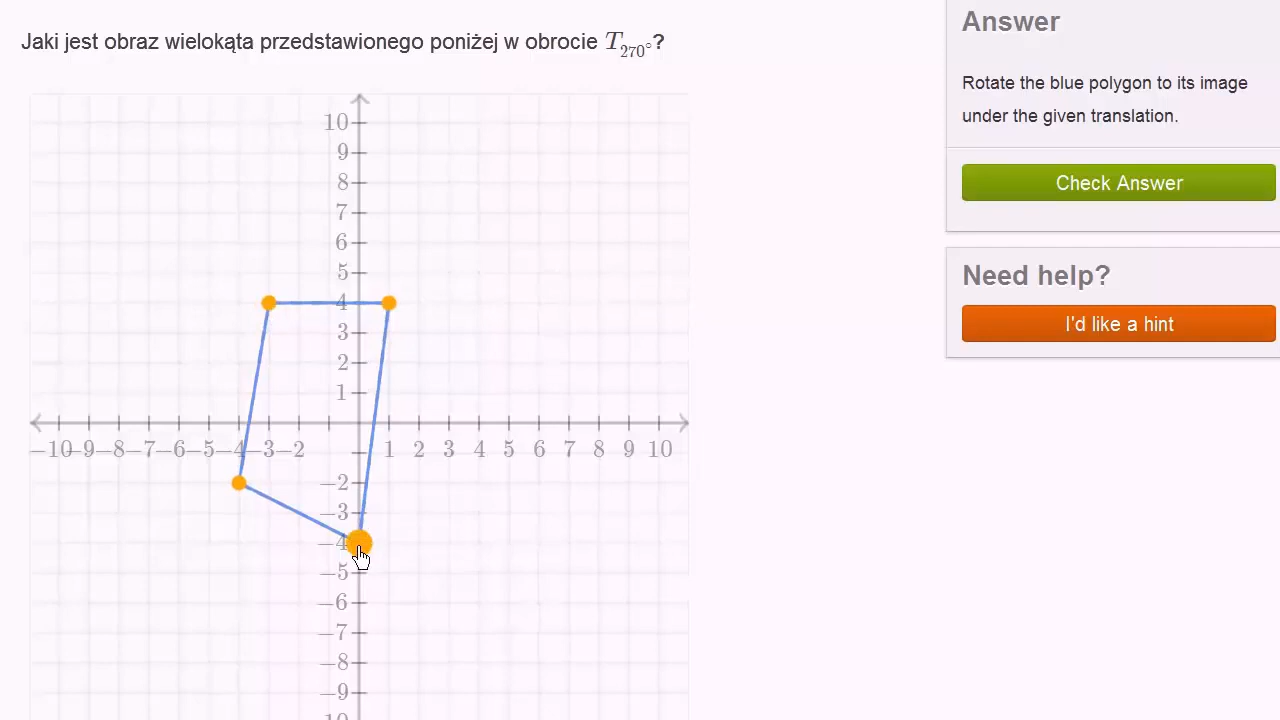 Jaki jest obraz wielokąta przedstawionego poniżej w obrocie T270°?
Answer
Rotate the blue polygon to its image
under the given translation.
Check Answer
Need help?
I'd like a hint
10
9
8
7
6
5
4
3
2
1
−10 −9 −8 −7 −6 −5 −4 −3 −2 1 2 3 4 5 6 7 8 9 10
−2
−3
−4
−5
−6
−7
−8
−9
10